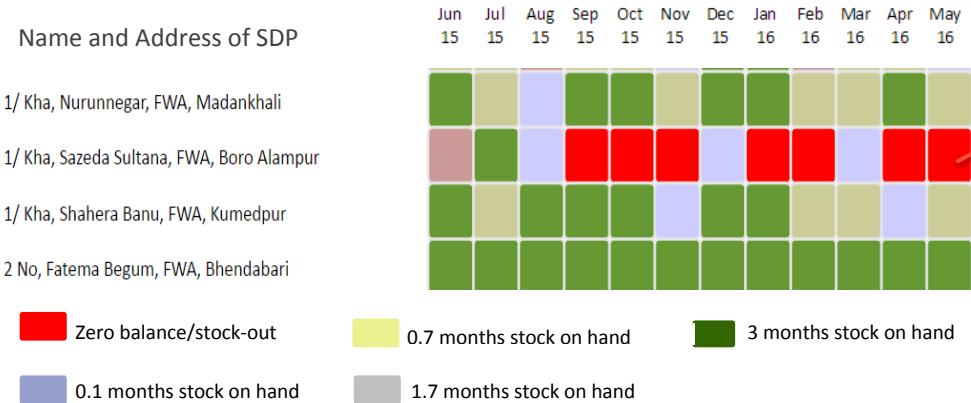 Jun Jul Aug Sep Oct Nov Dec Jan Feb Mar Apr May
Name and Address of SDP 15 15 15 15 15 15 15 16 16 16 16 16
1/ Kha, Nurunnegar, FWA, Madankhali
1/ Kha, Sazeda Sultana, FWA, Boro Alampur
1/ Kha, Shahera Banu, FWA, Kumedpur
2 No, Fatema Begum, FWA, Bhendabari
Zero balance/stock-out 0.7 months stock on hand 3 months stock on hand
0.1 months stock on hand 1.7 months stock on hand